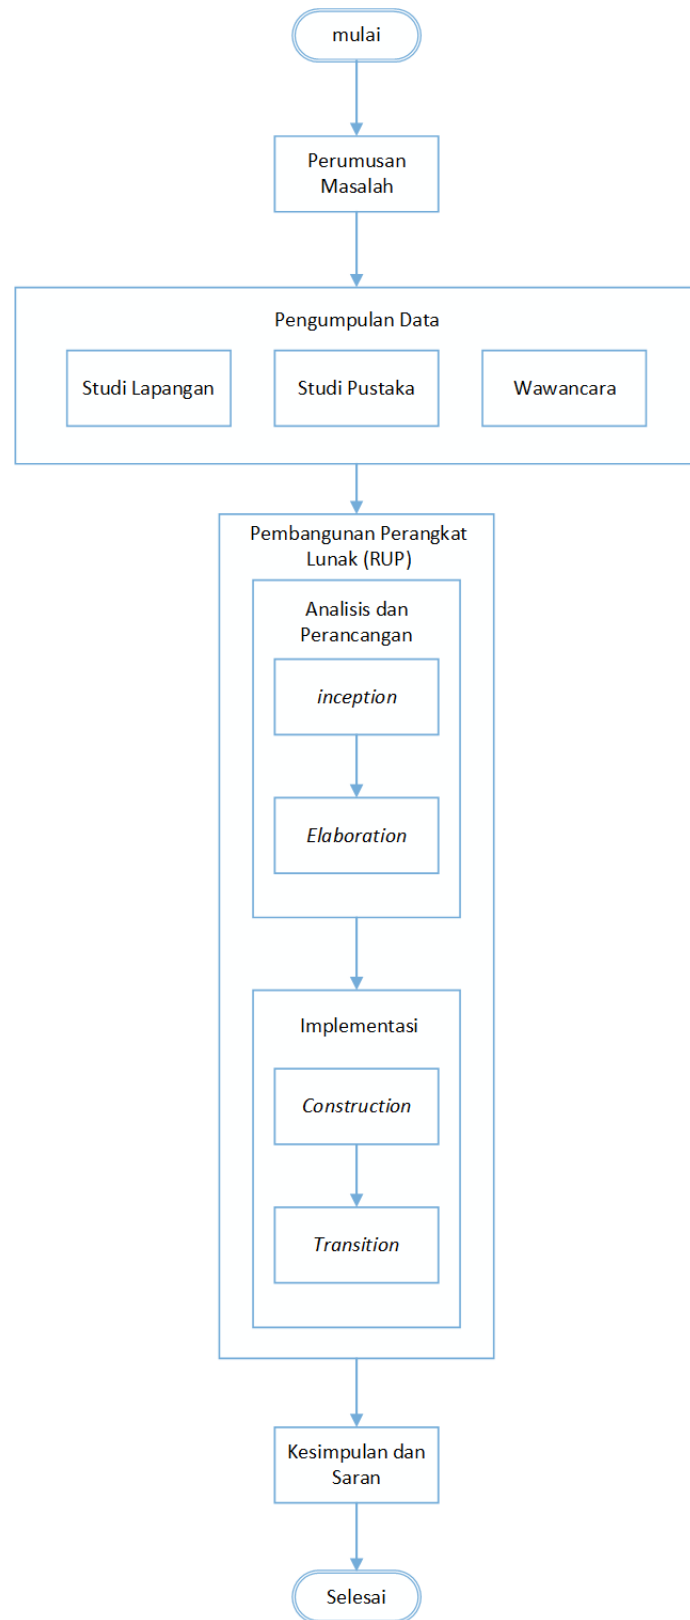 mulai
Perumusan
Masalah
Pengumpulan Data
Studi Lapangan
Studi Pustaka
Wawancara
Pembangunan Perangkat
Lunak (RUP)
Analisis dan
Perancangan
inception
Elaboration
Implementasi
Construction
Transition
Kesimpulan dan
Saran
Selesai